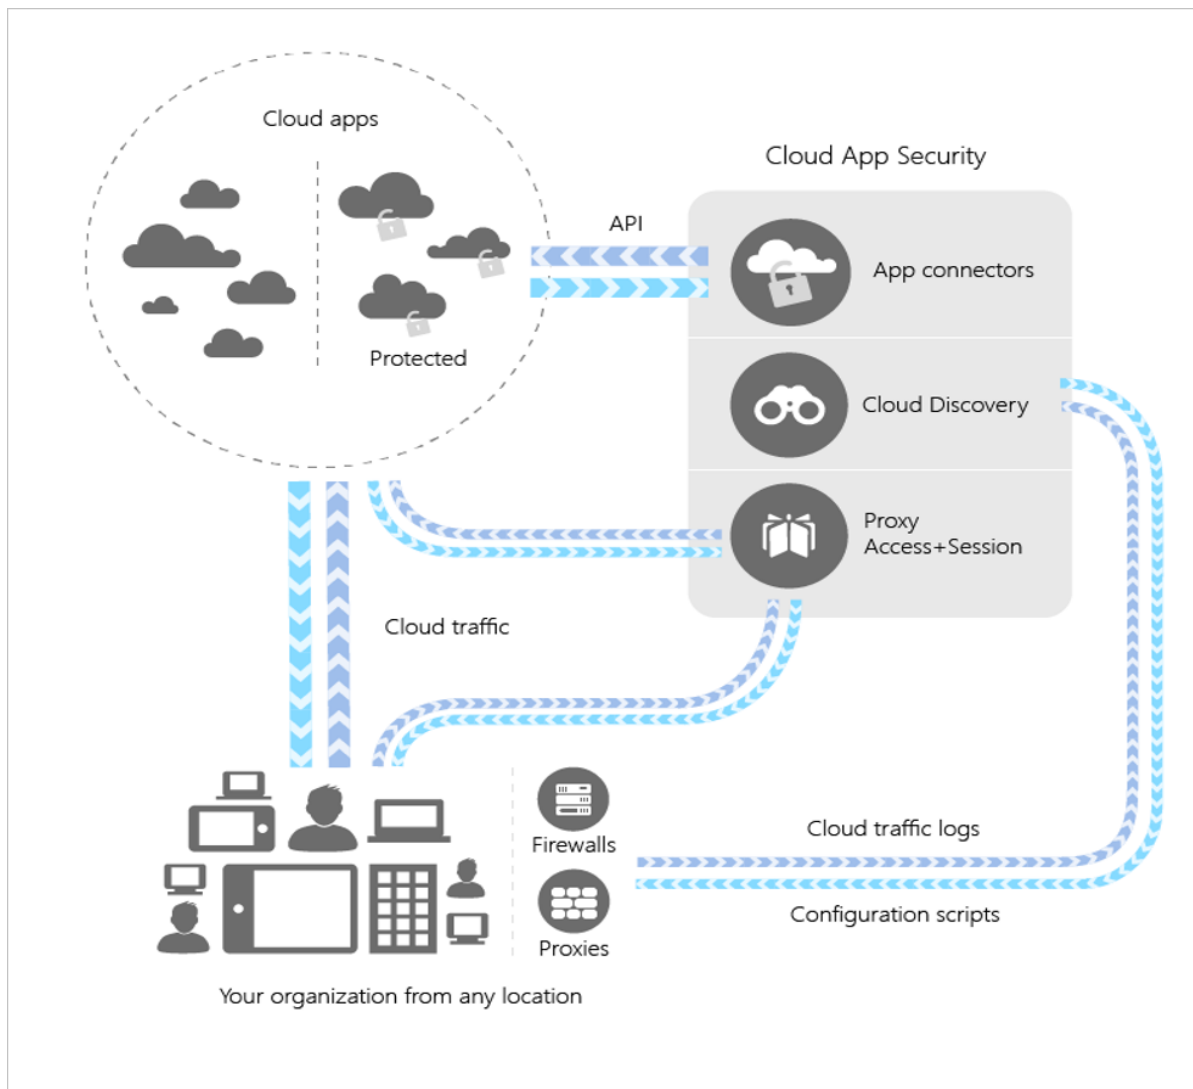 Cloud apps
Protected
API
Cloud App Security
App connectors
Cloud Discovery
Proxy
Access+Session
Cloud traffic
Firewalls
Proxies
Cloud traffic logs
Configuration scripts
Your organization from any location